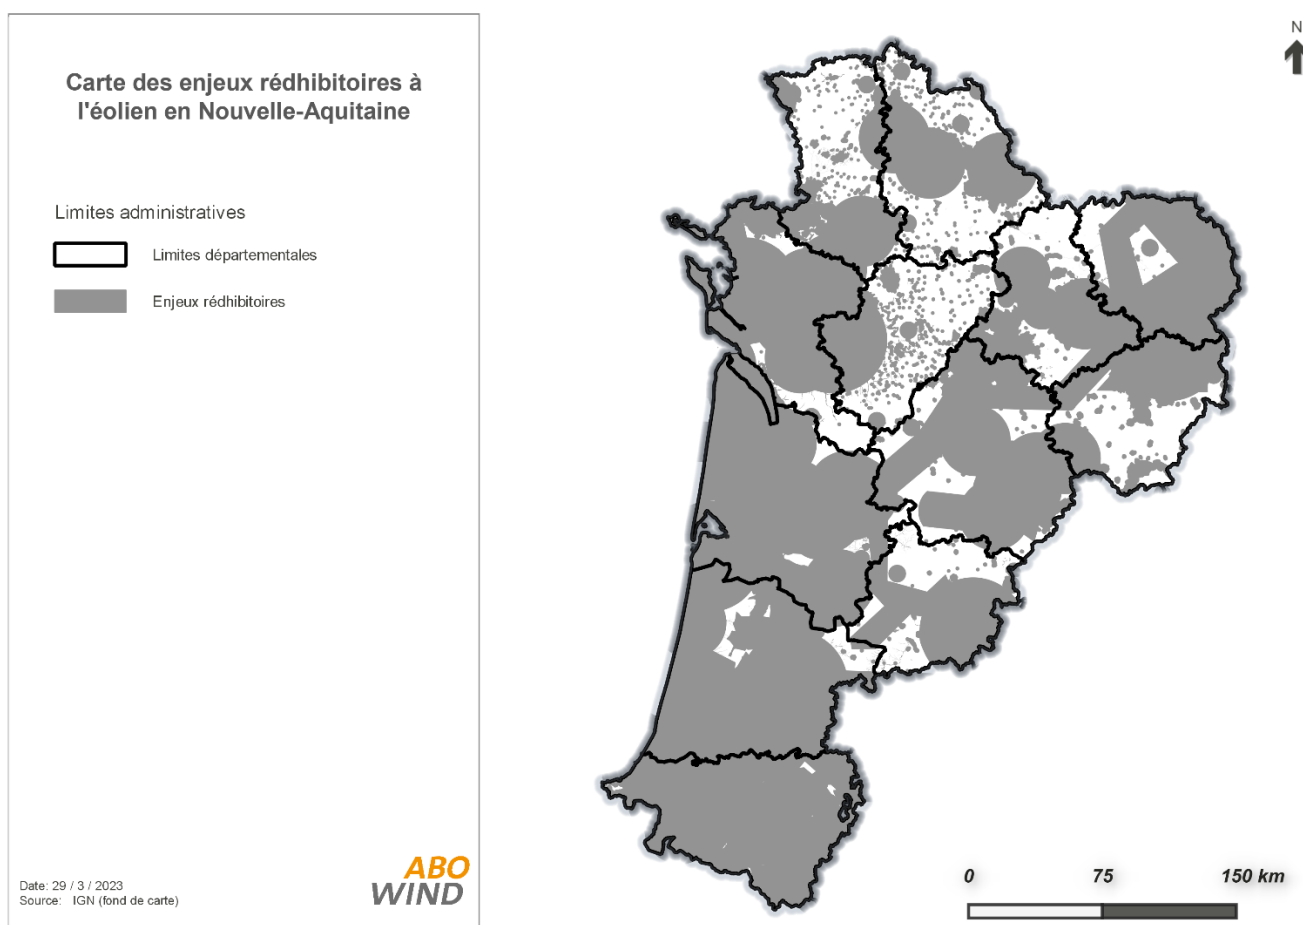 Carte des enjeux rédhibitoires à
l'éolien en Nouvelle-Aquitaine
Limites administratives
Limites départementales
Enjeux rédhibitoires
Date: 29 / 3 / 2023
Source: IGN (fond de carte)
ABO
WIND
N
0 75 150 km